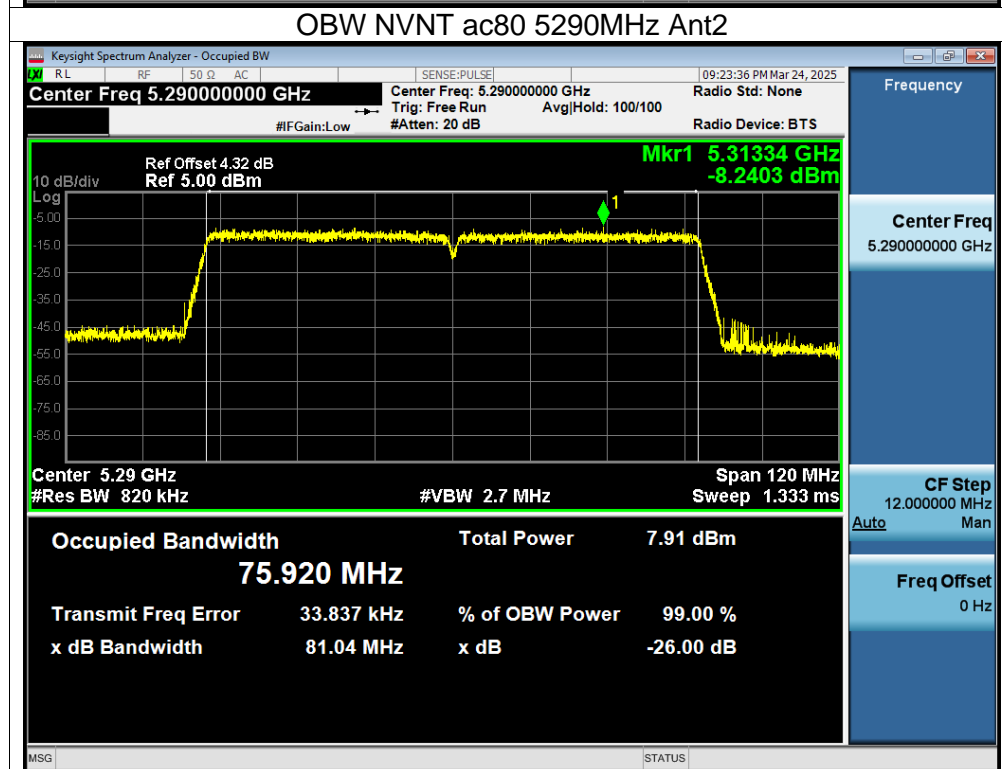 OBW NVNT ac80 5290MHz Ant2
Keysight Spectrum Analyzer - Occupied BW
LXI RL RF 50 Ω AC SENSE:PULSE 09:23:36 PM Mar 24, 2025
Center Freq 5.290000000 GHz Center Freq: 5.290000000 GHz Radio Std: None
Trig: Free Run Avg|Hold: 100/100
#IFGain:Low #Atten: 20 dB Radio Device: BTS
Frequency
Mkr1 5.31334 GHz
-8.2403 dBm
Ref Offset 4.32 dB
10 dB/div Ref 5.00 dBm
Log
1
-5.00
-15.0
-25.0
-35.0
-45.0
-55.0
-65.0
-75.0
-85.0
Center Freq
5.290000000 GHz
Center 5.29 GHz Span 120 MHz
#Res BW 820 kHz #VBW 2.7 MHz Sweep 1.333 ms
CF Step
12.000000 MHz
Auto Man
Occupied Bandwidth Total Power 7.91 dBm
75.920 MHz
Freq Offset
0 Hz
Transmit Freq Error 33.837 kHz % of OBW Power 99.00 %
x dB Bandwidth 81.04 MHz x dB -26.00 dB
MSG STATUS